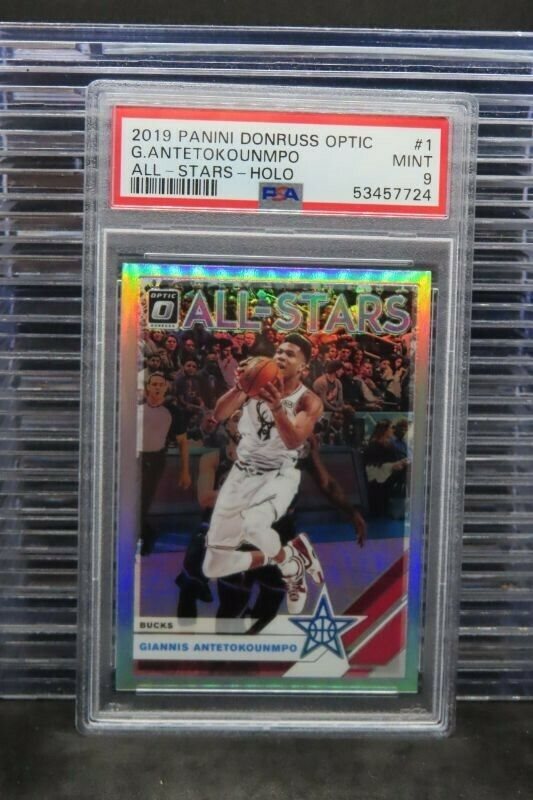 2019 PANINI DONRUSS OPTIC #1
G.ANTETOKOUNMPO MINT
ALL-STARS-HOLO 9
PSA 53457724
OPTIC
DONRUSS
ALL-STARS
BUCKS
GIANNIS ANTETOKOUNMPO